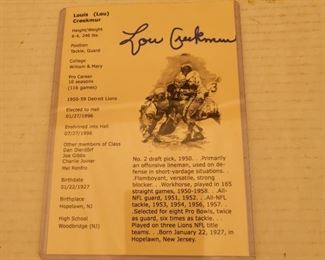 Louis (Lou)
Creekmur
Height/Weight
6-4, 246 lbs.
Position
Tackle, Guard
College
William & Mary
Pro Career
10 seasons
(116 games)
1950-59 Detroit Lions
Elected to Hall
01/27/1996
Enshrined into Hall
07/27/1996
Other members of Class
Dan Dierdorf
Joe Gibbs
Charlie Joiner
Mel Renfro
Birthdate
01/22/1927
Birthplace
Hopelawn, NJ
High School
Woodbridge (NJ)
Lou Creekmur
No. 2 draft pick, 1950. . .Primarily
an offensive lineman, used on de-
fense in short-yardage situations. .
.Flamboyant, versatile, strong
blocker. . .Workhorse, played in 165
straight games, 1950-1958. . .All-
NFL guard, 1951, 1952. . .All-NFL
tackle, 1953, 1954, 1956, 1957. .
.Selected for eight Pro Bowls, twice
as guard, six times as tackle. . .
Played on three Lions NFL title
teams. . .Born January 22, 1927, in
Hopelawn, New Jersey.